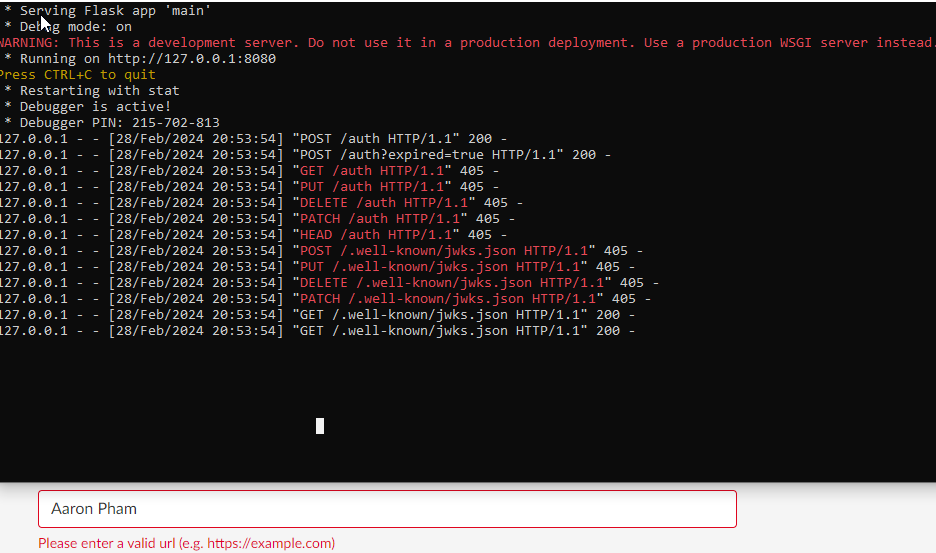 * Serving Flask app 'main'
* Debug mode: on
WARNING: This is a development server. Do not use it in a production deployment. Use a production WSGI server instead.
* Running on http://127.0.0.1:8080
Press CTRL+C to quit
* Restarting with stat
* Debugger is active!
* Debugger PIN: 215-702-813
127.0.0.1 - - [28/Feb/2024 20:53:54] "POST /auth HTTP/1.1" 200 -
127.0.0.1 - - [28/Feb/2024 20:53:54] "POST /auth?expired=true HTTP/1.1" 200 -
127.0.0.1 - - [28/Feb/2024 20:53:54] "GET /auth HTTP/1.1" 405 -
127.0.0.1 - - [28/Feb/2024 20:53:54] "PUT /auth HTTP/1.1" 405 -
127.0.0.1 - - [28/Feb/2024 20:53:54] "DELETE /auth HTTP/1.1" 405 -
127.0.0.1 - - [28/Feb/2024 20:53:54] "PATCH /auth HTTP/1.1" 405 -
127.0.0.1 - - [28/Feb/2024 20:53:54] "HEAD /auth HTTP/1.1" 405 -
127.0.0.1 - - [28/Feb/2024 20:53:54] "POST /.well-known/jwks.json HTTP/1.1" 405 -
127.0.0.1 - - [28/Feb/2024 20:53:54] "PUT /.well-known/jwks.json HTTP/1.1" 405 -
127.0.0.1 - - [28/Feb/2024 20:53:54] "DELETE /.well-known/jwks.json HTTP/1.1" 405 -
127.0.0.1 - - [28/Feb/2024 20:53:54] "PATCH /.well-known/jwks.json HTTP/1.1" 405 -
127.0.0.1 - - [28/Feb/2024 20:53:54] "GET /.well-known/jwks.json HTTP/1.1" 200 -
127.0.0.1 - - [28/Feb/2024 20:53:54] "GET /.well-known/jwks.json HTTP/1.1" 200 -
Aaron Pham
Please enter a valid url (e.g. https://example.com)